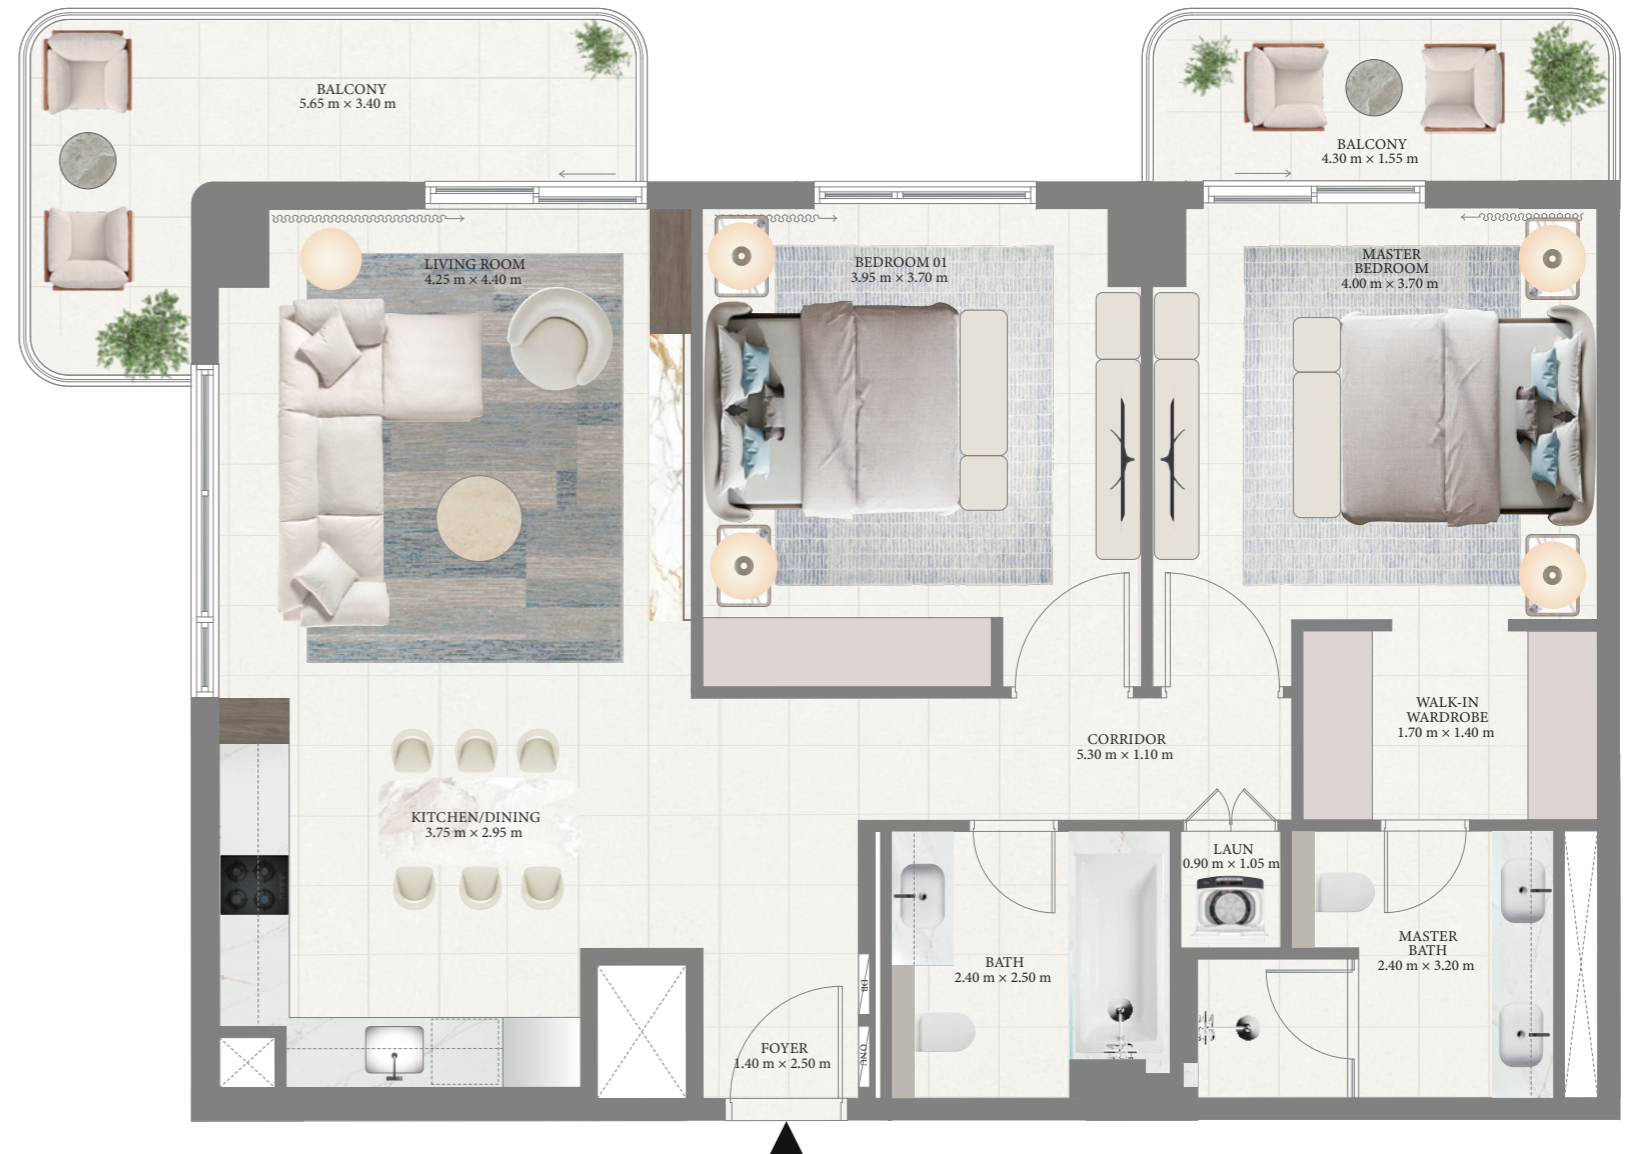 BALCONY
5.65 m × 3.40 m
BALCONY
4.30 m × 1.55 m
LIVING ROOM
4.25 m × 4.40 m
BEDROOM 01
3.95 m × 3.70 m
MASTER
BEDROOM
4.00 m × 3.70 m
WALK-IN
WARDROBE
1.70 m × 1.40 m
CORRIDOR
5.30 m × 1.10 m
KITCHEN/DINING
3.75 m × 2.95 m
LAUN
0.90 m × 1.05 m
BATH
2.40 m × 2.50 m
MASTER
BATH
2.40 m × 3.20 m
DB
FOYER
1.40 m × 2.50 m
ONU